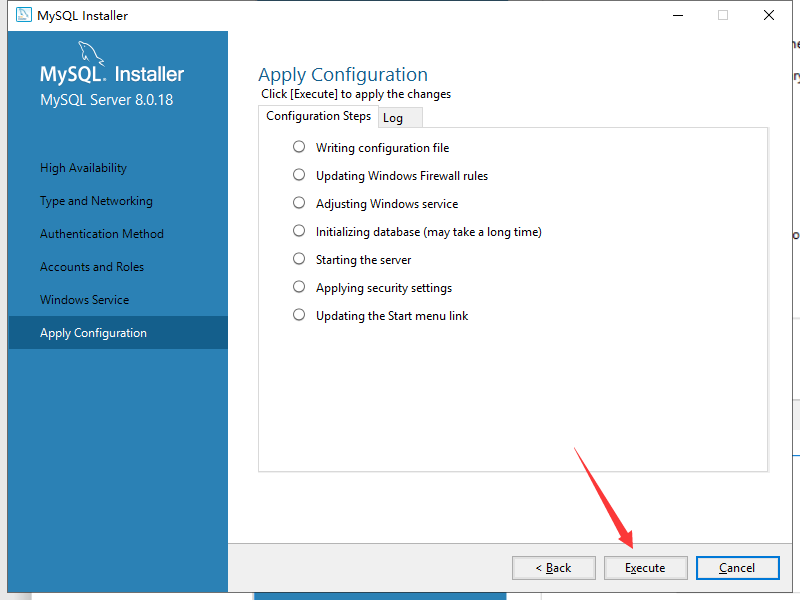 MySQL Installer
MySQL. Installer
MySQL Server 8.0.18
High Availability
Type and Networking
Authentication Method
Accounts and Roles
Windows Service
Apply Configuration
Apply Configuration
Click [Execute] to apply the changes
Configuration Steps
Log
Writing configuration file
Updating Windows Firewall rules
Adjusting Windows service
Initializing database (may take a long time)
Starting the server
Applying security settings
Updating the Start menu link
< Back
Execute
Cancel